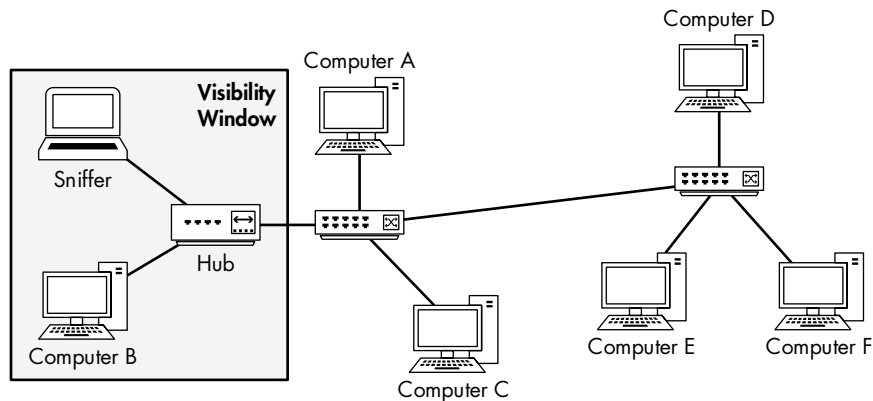 Computer D
Computer A
Visibility
Window
Sniffer
Hub
Computer B
Computer C
Computer E
Computer F